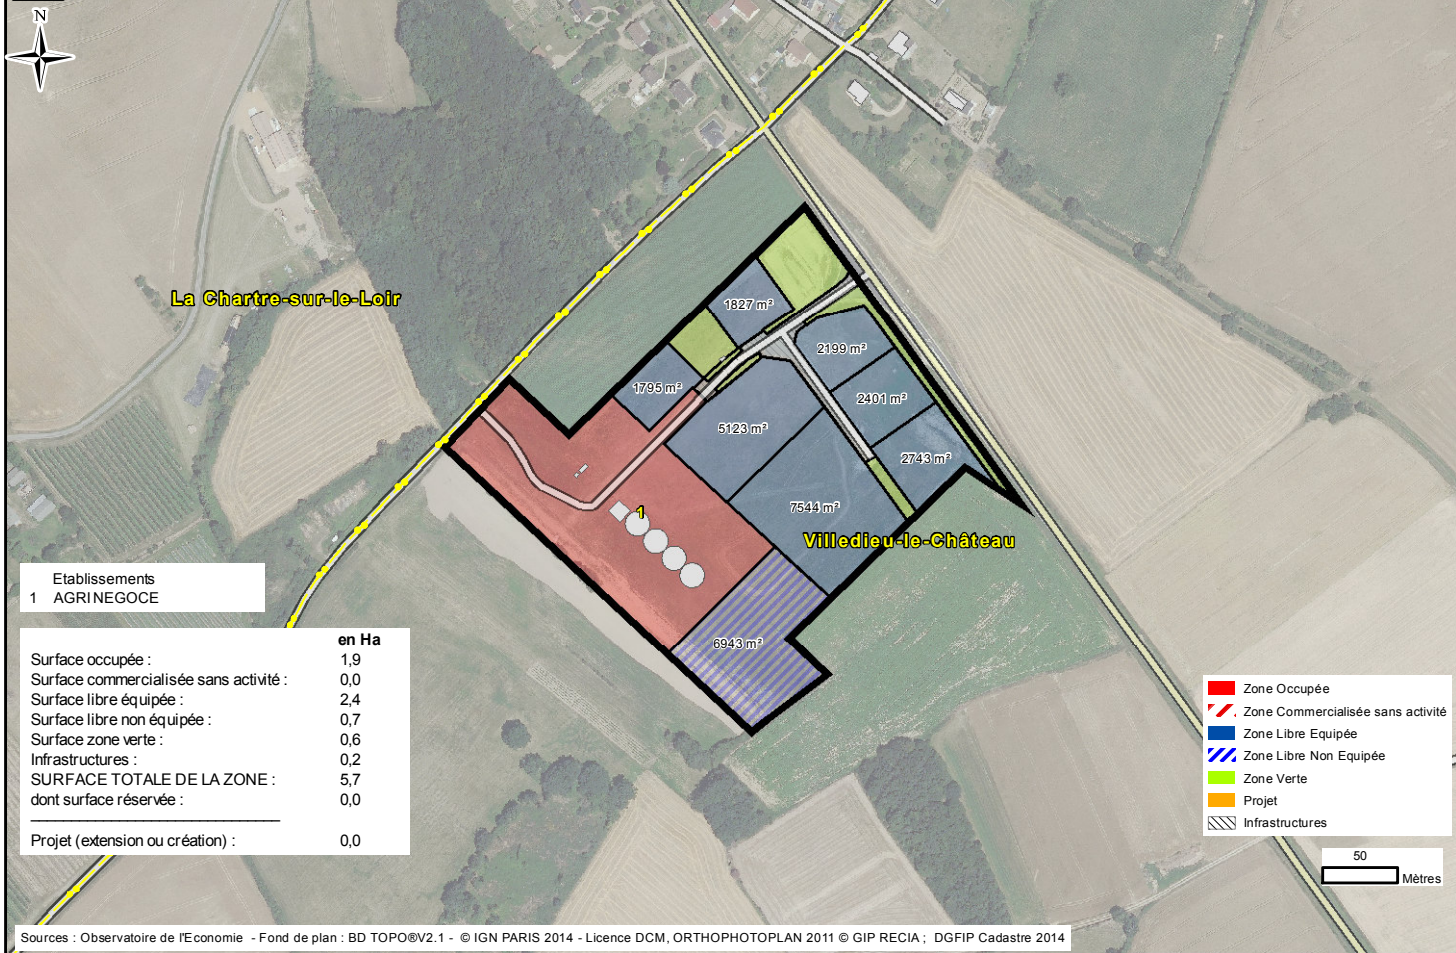 N
La Chartre-sur-le-Loir
1827 m²
2199 m²
1795 m²
2401 m²
5123 m²
2743 m²
7544 m²
1
Villedieu-le-Château
6943 m²
Etablissements
1 AGRINEGOCE
en Ha
Surface occupée : 1,9
Surface commercialisée sans activité : 0,0
Surface libre équipée : 2,4
Surface libre non équipée : 0,7
Surface zone verte : 0,6
Infrastructures : 0,2
SURFACE TOTALE DE LA ZONE : 5,7
dont surface réservée : 0,0
Projet (extension ou création) : 0,0
Zone Occupée
Zone Commercialisée sans activité
Zone Libre Equipée
Zone Libre Non Equipée
Zone Verte
Projet
Infrastructures
50
Mètres
Sources : Observatoire de l'Economie - Fond de plan : BD TOPO®V2.1 - © IGN PARIS 2014 - Licence DCM, ORTHOPHOTOPLAN 2011 © GIP RECIA ; DGFIP Cadastre 2014